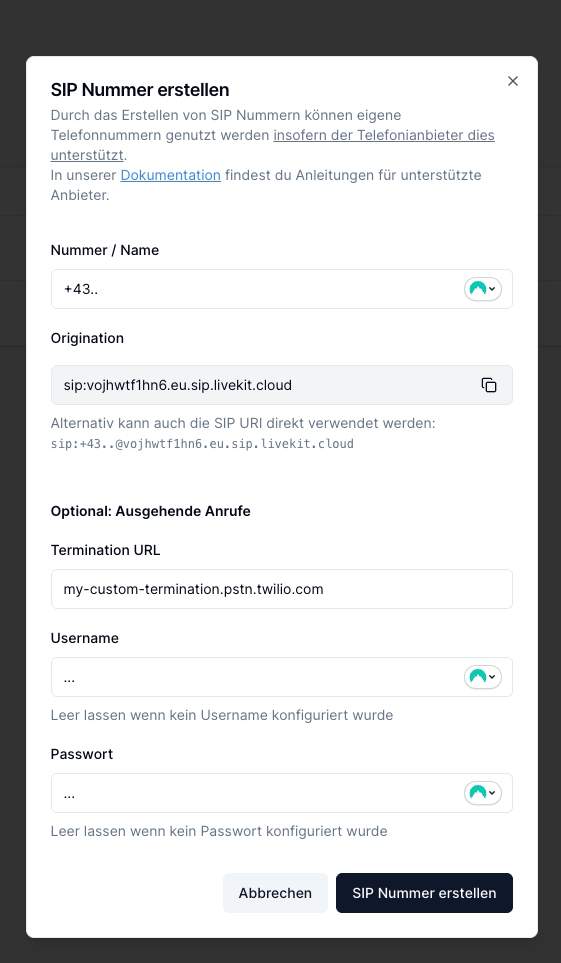 SIP Nummer erstellen
Durch das Erstellen von SIP Nummern können eigene
Telefonnummern genutzt werden insofern der Telefonianbieter dies
unterstützt.
In unserer Dokumentation findest du Anleitungen für unterstützte
Anbieter.
Nummer / Name
+43..
Origination
sip:vojhwtf1hn6.eu.sip.livekit.cloud
Alternativ kann auch die SIP URI direkt verwendet werden:
sip:+43..@vojhwtf1hn6.eu.sip.livekit.cloud
Optional: Ausgehende Anrufe
Termination URL
my-custom-termination.pstn.twilio.com
Username
...
Leer lassen wenn kein Username konfiguriert wurde
Passwort
...
Leer lassen wenn kein Passwort konfiguriert wurde
Abbrechen
SIP Nummer erstellen